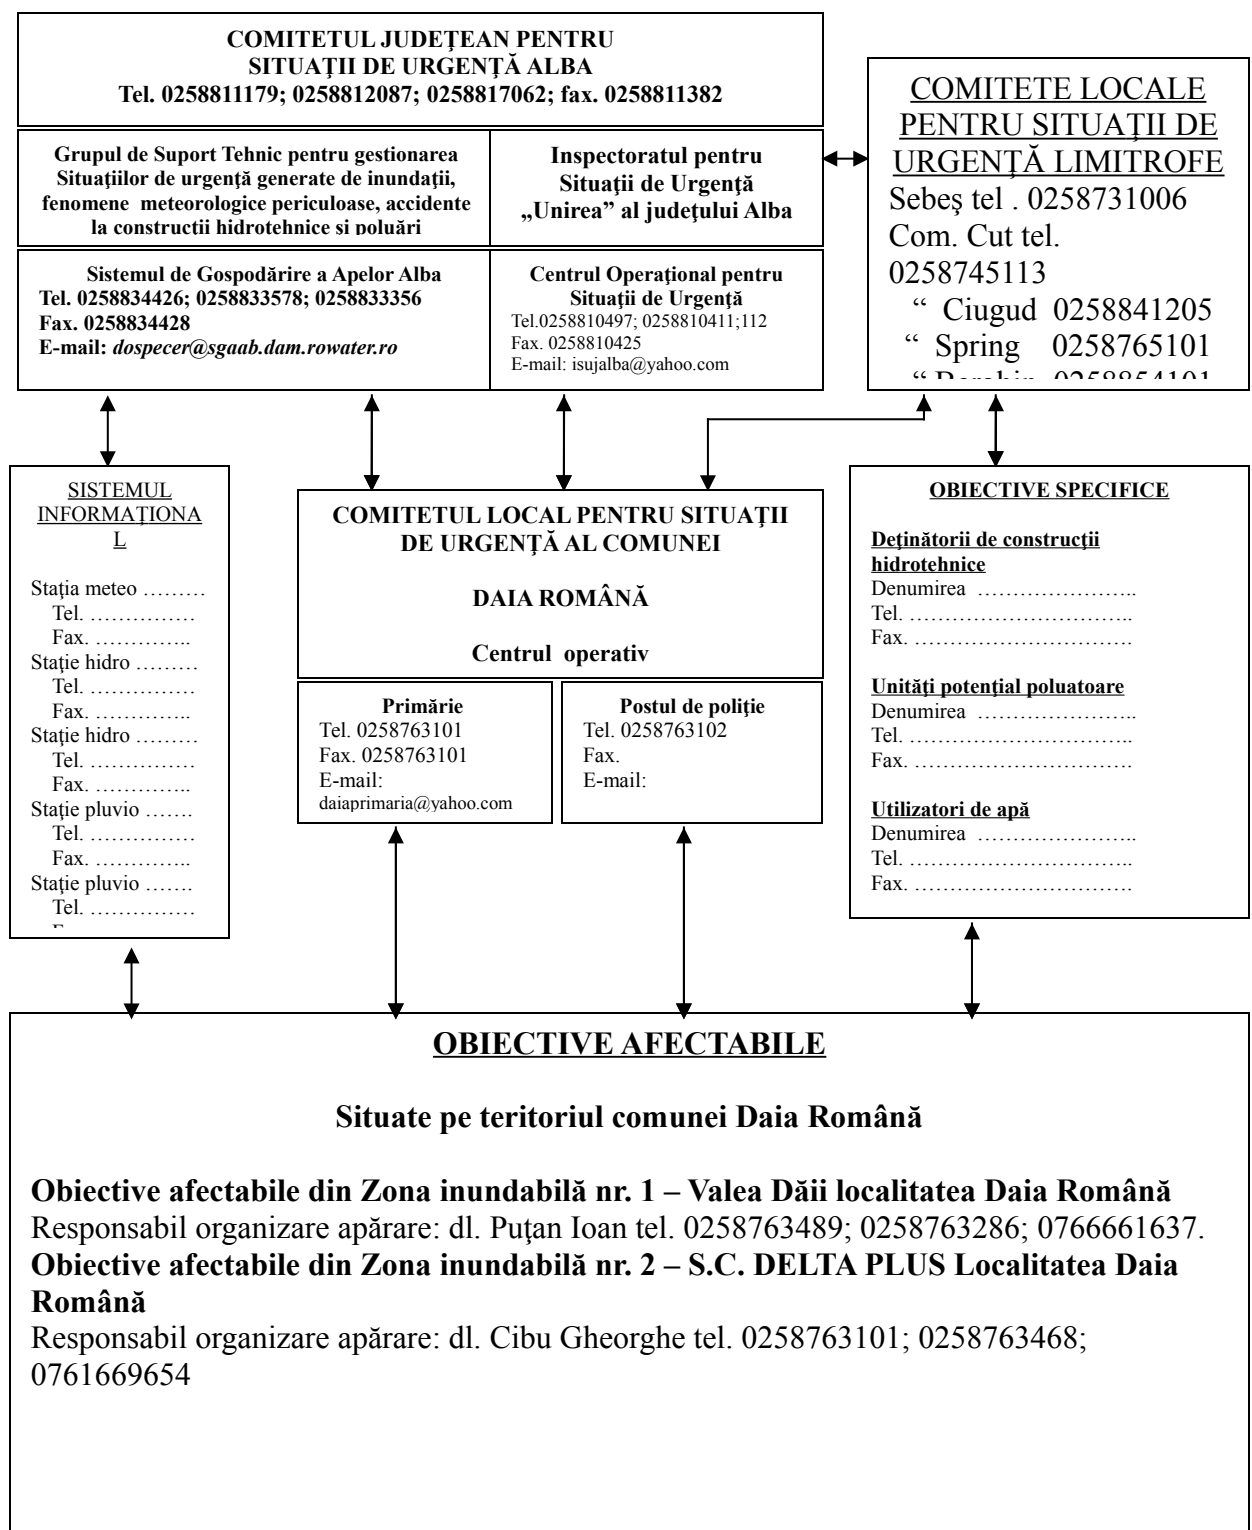 COMITETUL JUDEŢEAN PENTRU
SITUAŢII DE URGENŢĂ ALBA
Tel. 0258811179; 0258812087; 0258817062; fax. 0258811382
Grupul de Suport Tehnic pentru gestionarea
Situaţiilor de urgenţă generate de inundaţii,
fenomene meteorologice periculoase, accidente
la construcţii hidrotehnice şi poluări
Inspectoratul pentru
Situaţii de Urgenţă
„Unirea” al judeţului Alba
Sistemul de Gospodărire a Apelor Alba
Tel. 0258834426; 0258833578; 0258833356
Fax. 0258834428
E-mail: dospecer@sgaab.dam.rowater.ro
Centrul Operaţional pentru
Situaţii de Urgenţă
Tel.0258810497; 0258810411;112
Fax. 0258810425
E-mail: isujalba@yahoo.com
COMITETE LOCALE
PENTRU SITUAŢII DE
URGENŢĂ LIMITROFE
Sebeş tel . 0258731006
Com. Cut tel.
0258745113
“ Ciugud 0258841205
“ Spring 0258765101
SISTEMUL
INFORMAŢIONA
L
Staţia meteo ………
Tel. ……………
Fax. …………..
Staţie hidro ………
Tel. ……………
Fax. …………..
Staţie hidro ………
Tel. ……………
Fax. …………..
Staţie pluvio …….
Tel. ……………
Fax. …………..
Staţie pluvio …….
Tel. ……………
COMITETUL LOCAL PENTRU SITUAŢII
DE URGENŢĂ AL COMUNEI
DAIA ROMÂNĂ
Centrul operativ
Primărie
Tel. 0258763101
Fax. 0258763101
E-mail:
daiaprimaria@yahoo.com
Postul de poliţie
Tel. 0258763102
Fax.
E-mail:
OBIECTIVE SPECIFICE
Deţinătorii de construcţii
hidrotehnice
Denumirea …………………..
Tel. …………………………..
Fax. ………………………….
Unităţi potenţial poluatoare
Denumirea …………………..
Tel. …………………………..
Fax. ………………………….
Utilizatori de apă
Denumirea …………………..
Tel. …………………………..
Fax. ………………………….
OBIECTIVE AFECTABILE
Situate pe teritoriul comunei Daia Română
Obiective afectabile din Zona inundabilă nr. 1 – Valea Dăii localitatea Daia Română
Responsabil organizare apărare: dl. Puţan Ioan tel. 0258763489; 0258763286; 0766661637.
Obiective afectabile din Zona inundabilă nr. 2 – S.C. DELTA PLUS Localitatea Daia
Română
Responsabil organizare apărare: dl. Cibu Gheorghe tel. 0258763101; 0258763468;
0761669654